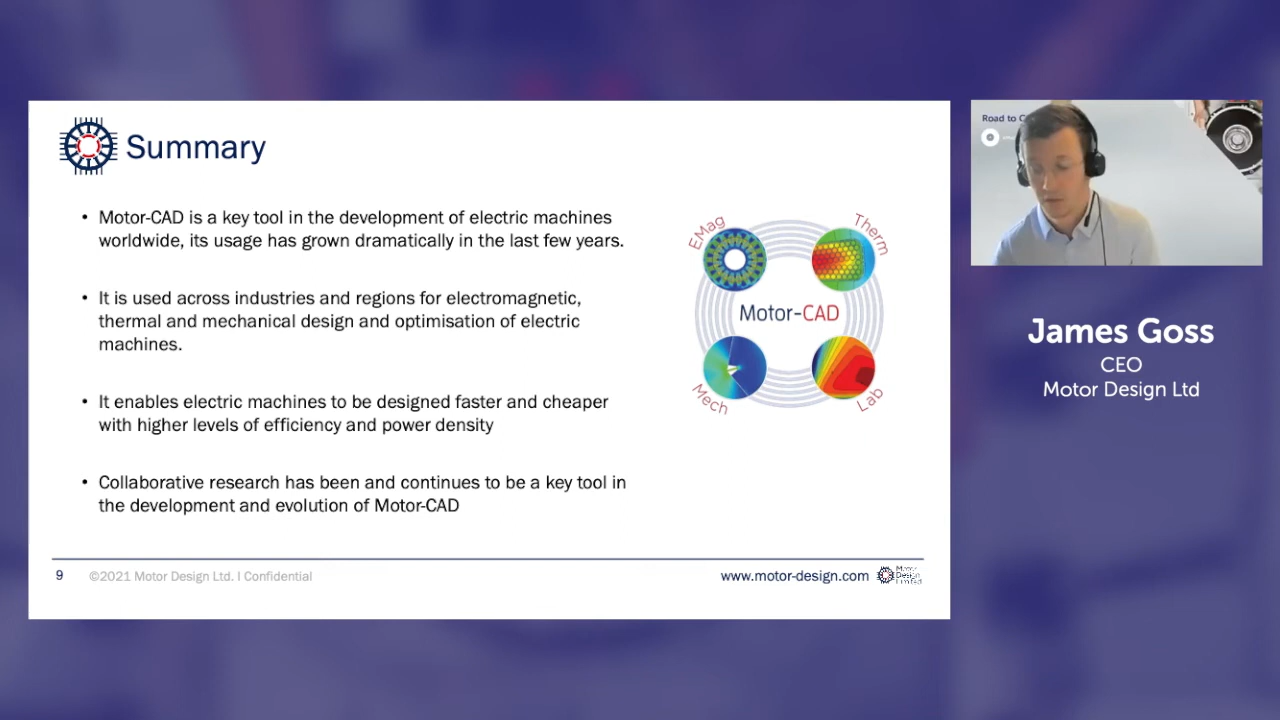 Summary
• Motor-CAD is a key tool in the development of electric machines
worldwide, its usage has grown dramatically in the last few years.
• It is used across industries and regions for electromagnetic,
thermal and mechanical design and optimisation of electric
machines.
• It enables electric machines to be designed faster and cheaper
with higher levels of efficiency and power density
• Collaborative research has been and continues to be a key tool in
the development and evolution of Motor-CAD
EMag
Therm
Motor-CAD
Mech
Lab
9
©2021 Motor Design Ltd. I Confidential
www.motor-design.com
Motor
Design
Limited
Road to
James Goss
CEO
Motor Design Ltd